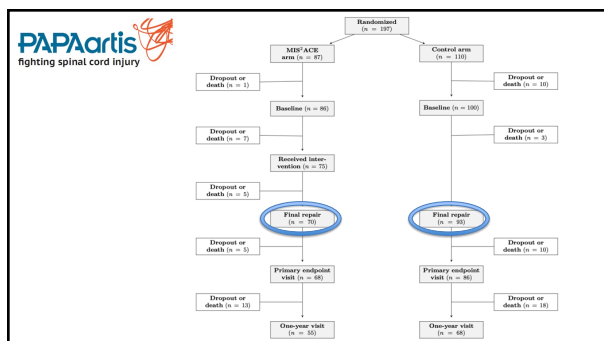 PAPAartis
fighting spinal cord injury
Randomized
(n = 197)
MIS²ACE
arm (n = 87)
Control arm
(n = 110)
Dropout or
death (n = 1)
Dropout or
death (n = 10)
Baseline (n = 86)
Baseline (n = 100)
Dropout or
death (n = 7)
Dropout or
death (n = 3)
Received inter-
vention (n = 75)
Dropout or
death (n = 5)
Final repair
(n = 70)
Final repair
(n = 93)
Dropout or
death (n = 5)
Dropout or
death (n = 10)
Primary endpoint
visit (n = 68)
Primary endpoint
visit (n = 86)
Dropout or
death (n = 13)
Dropout or
death (n = 18)
One-year visit
(n = 55)
One-year visit
(n = 68)